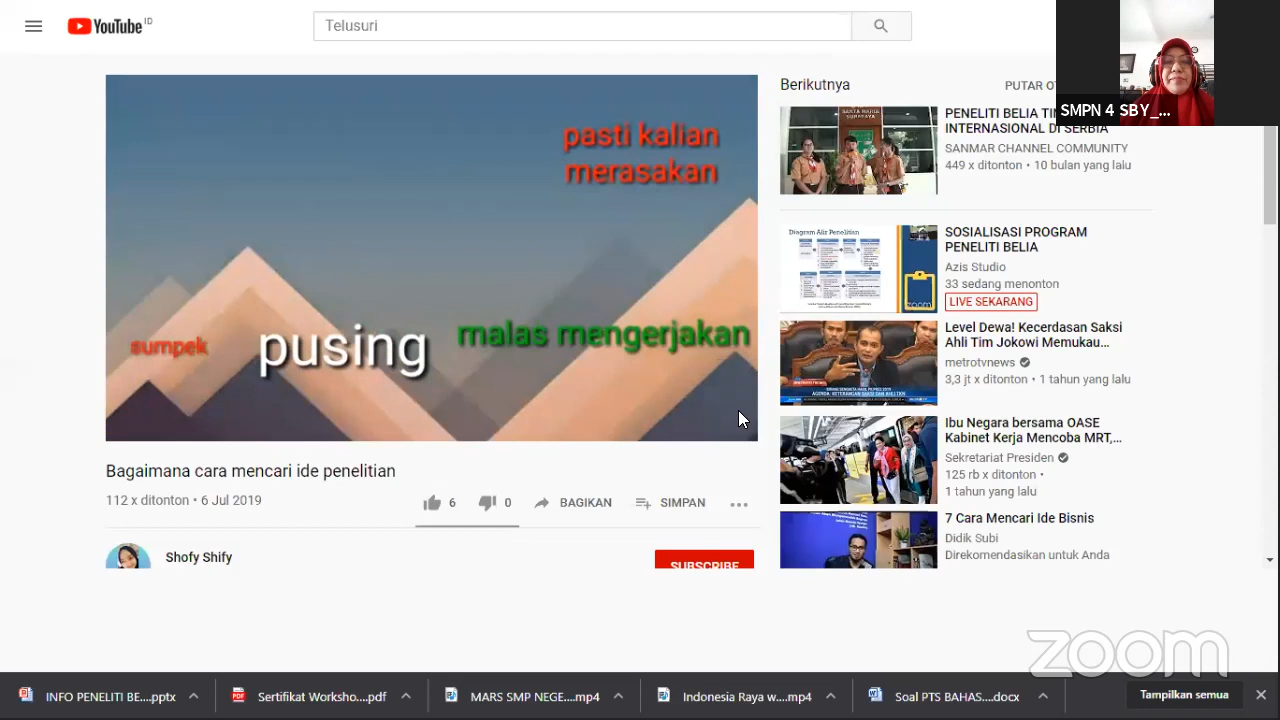 YouTube ID
Telusuri
SMPN 4 SBY_...
pasti kalian
merasakan
sumpek
pusing
malas mengerjakan
Bagaimana cara mencari ide penelitian
112 x ditonton • 6 Jul 2019
6
0
BAGIKAN
SIMPAN
Shofy Shify
SUBSCRIBE
Berikutnya
PUTAR OT
PENELITI BELIA TIN
INTERNASIONAL DI SERBIA
SANMAR CHANNEL COMMUNITY
449 x ditonton • 10 bulan yang lalu
Diagram Alir Penelitian
zoom
SOSIALISASI PROGRAM
PENELITI BELIA
Azis Studio
33 sedang menonton
LIVE SEKARANG
Level Dewa! Kecerdasan Saksi
Ahli Tim Jokowi Memukau...
metrotvnews
3,3 jt x ditonton • 1 tahun yang lalu
Ibu Negara bersama OASE
Kabinet Kerja Mencoba MRT,...
Sekretariat Presiden
125 rb x ditonton •
1 tahun yang lalu
7 Cara Mencari Ide Bisnis
Didik Subi
Direkomendasikan untuk Anda
zoom
INFO PENELITI BE....pptx
Sertifikat Worksho....pdf
MARS SMP NEGE....mp4
Indonesia Raya w....mp4
Soal PTS BAHAS....docx
Tampilkan semua